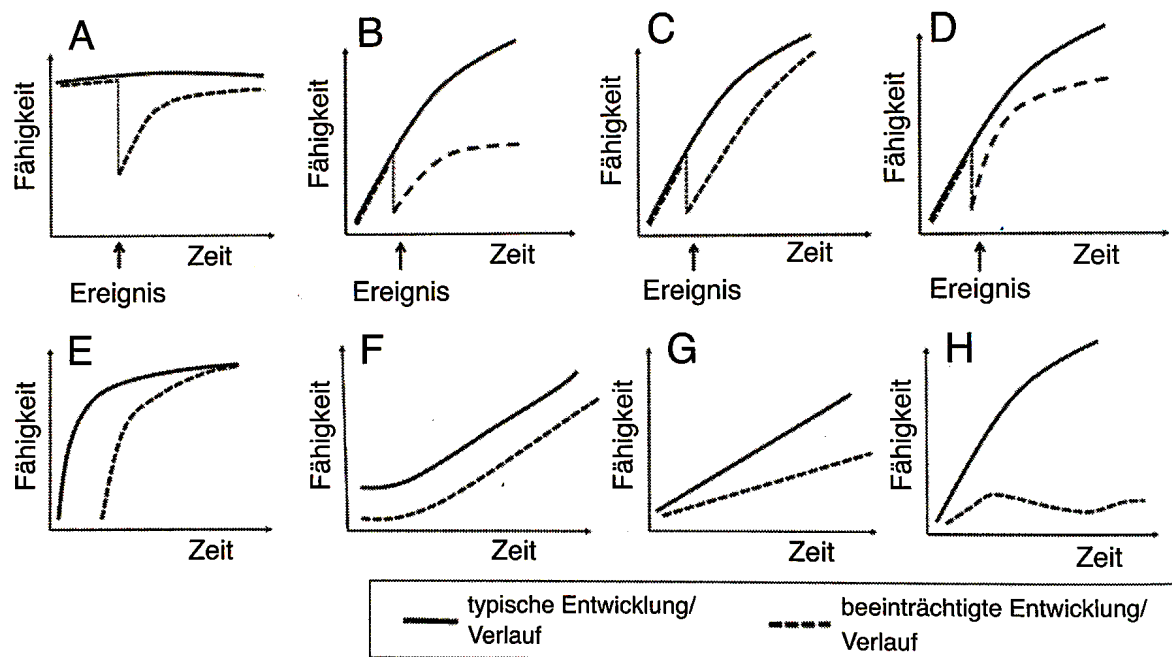 A
Fähigkeit
Zeit
Ereignis
B
Fähigkeit
Zeit
Ereignis
C
Fähigkeit
Zeit
Ereignis
D
Fähigkeit
Zeit
Ereignis
E
Fähigkeit
Zeit
F
Fähigkeit
Zeit
G
Fähigkeit
Zeit
H
Fähigkeit
Zeit
typische Entwicklung/
Verlauf
beeinträchtigte Entwicklung/
Verlauf